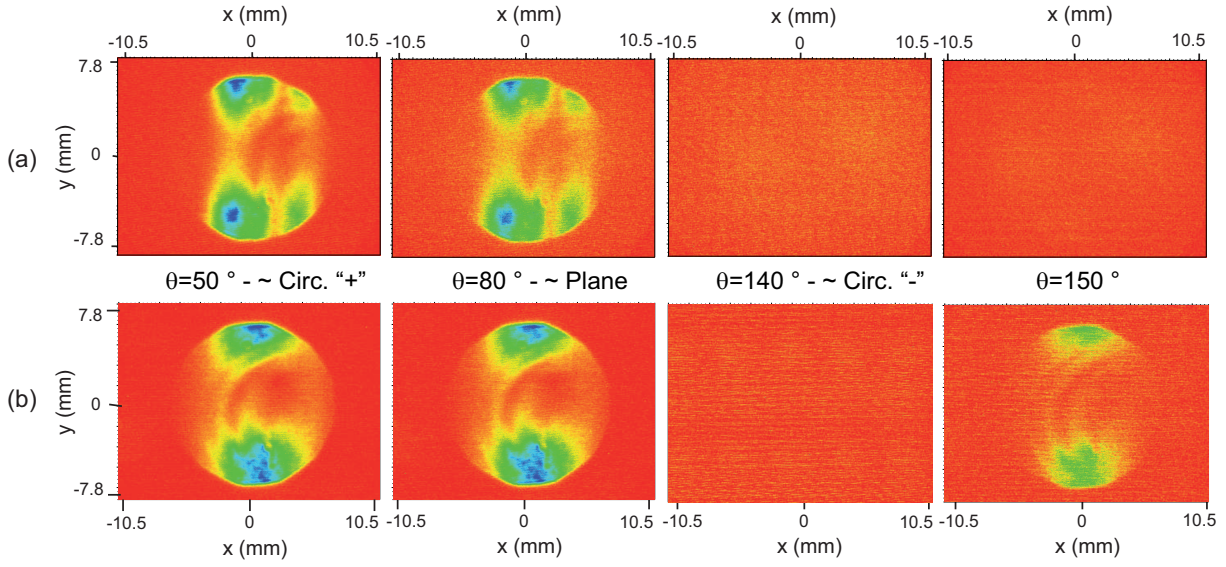 x (mm) x (mm) x (mm) x (mm)
-10.5 0 10.5 -10.5 0 10.5 -10.5 0 10.5 -10.5 0 10.5
7.8
(a)
y (mm)
0
-7.8
θ=50 ° - ~ Circ. “+” θ=80 ° - ~ Plane θ=140 ° - ~ Circ. “-” θ=150 °
7.8
(b)
y (mm)
0
-7.8
-10.5 0 10.5 -10.5 0 10.5 -10.5 0 10.5 -10.5 0 10.5
x (mm) x (mm) x (mm) x (mm)